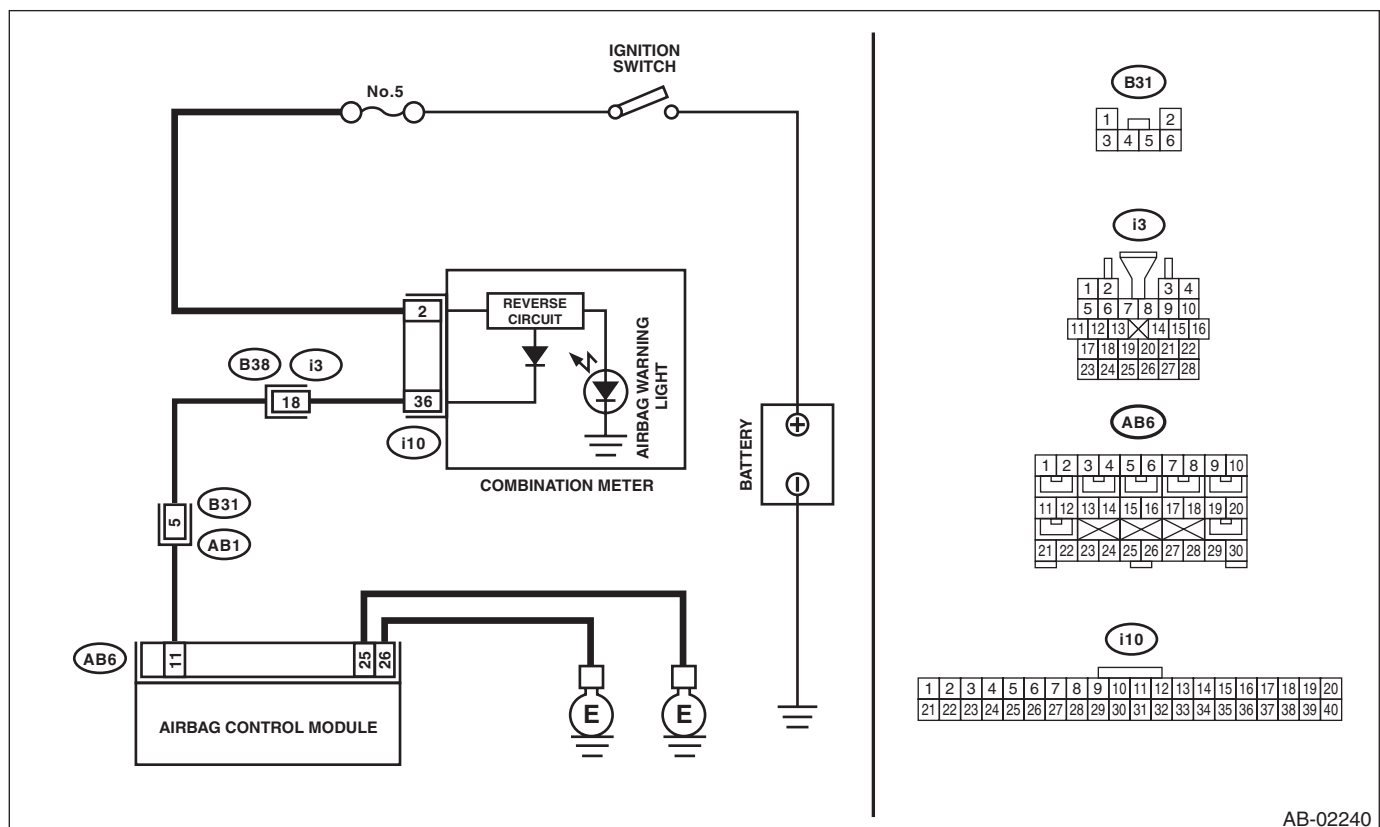 IGNITION
SWITCH
No.5
2
REVERSE
CIRCUIT
AIRBAG WARNING
LIGHT
B38 i3
18
36
i10
COMBINATION METER
BATTERY
B31
5
AB1
AB6
11
25
26
E E
AIRBAG CONTROL MODULE
B31
1 2
3 4 5 6
i3
1 2 3 4
5 6 7 8 9 10
11 12 13 14 15 16
17 18 19 20 21 22
23 24 25 26 27 28
AB6
1 2 3 4 5 6 7 8 9 10
11 12 13 14 15 16 17 18 19 20
21 22 23 24 25 26 27 28 29 30
i10
1 2 3 4 5 6 7 8 9 10 11 12 13 14 15 16 17 18 19 20
21 22 23 24 25 26 27 28 29 30 31 32 33 34 35 36 37 38 39 40
AB-02240